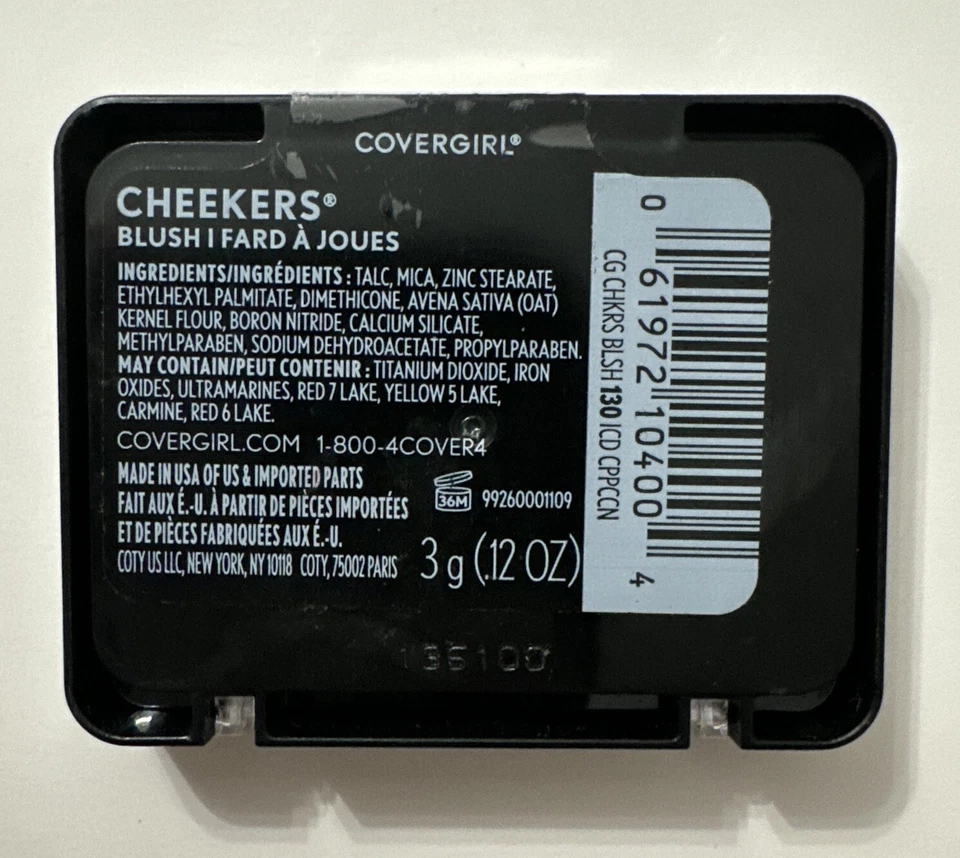 COVERGIRL®
CHEEKERS®
BLUSH | FARD À JOUES
INGREDIENTS/INGRÉDIENTS : TALC, MICA, ZINC STEARATE,
ETHYLHEXYL PALMITATE, DIMETHICONE, AVENA SATIVA (OAT)
KERNEL FLOUR, BORON NITRIDE, CALCIUM SILICATE,
METHYLPARABEN, SODIUM DEHYDROACETATE, PROPYLPARABEN.
MAY CONTAIN/PEUT CONTENIR : TITANIUM DIOXIDE, IRON
OXIDES, ULTRAMARINES, RED 7 LAKE, YELLOW 5 LAKE,
CARMINE, RED 6 LAKE.
COVERGIRL.COM 1-800-4COVER4
MADE IN USA OF US & IMPORTED PARTS
FAIT AUX É.-U. À PARTIR DE PIÈCES IMPORTÉES
ET DE PIÈCES FABRIQUÉES AUX É.-U.
COTY US LLC, NEW YORK, NY 10118 COTY, 75002 PARIS
36M 99260001109
3 g (.12 OZ)
0 61972 10400 4
CG CHKRS BLSH 130 ICD CPPCCN